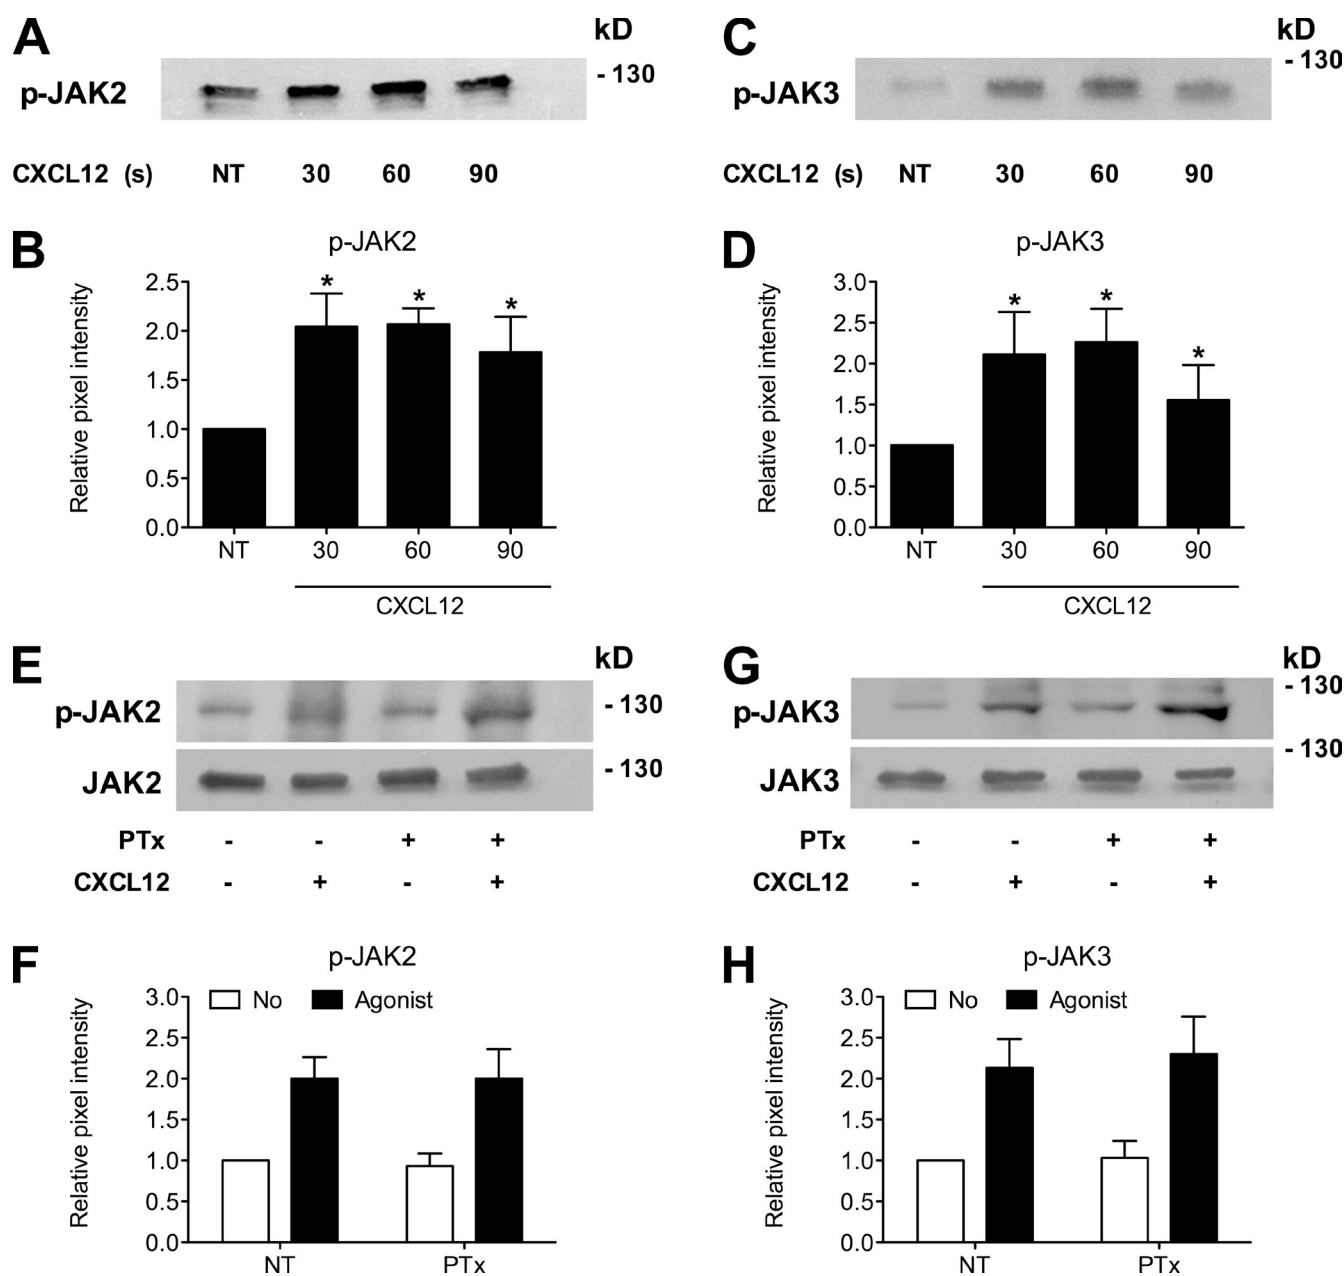 A
kD
p-JAK2
- 130
CXCL12 (s) NT 30 60 90
C
kD
p-JAK3
- 130
CXCL12 (s) NT 30 60 90
B
p-JAK2
Relative pixel intensity
2.5
2.0
1.5
1.0
0.5
0.0
* * *
NT 30 60 90
CXCL12
D
p-JAK3
Relative pixel intensity
3.0
2.5
2.0
1.5
1.0
0.5
0.0
* * *
NT 30 60 90
CXCL12
E
kD
p-JAK2
- 130
JAK2
- 130
PTx - - + +
CXCL12 - + - +
G
kD
p-JAK3
- 130
JAK3
- 130
PTx - - + +
CXCL12 - + - +
F
p-JAK2
No Agonist
Relative pixel intensity
3.0
2.5
2.0
1.5
1.0
0.5
0.0
NT PTx
H
p-JAK3
No Agonist
Relative pixel intensity
3.0
2.5
2.0
1.5
1.0
0.5
0.0
NT PTx